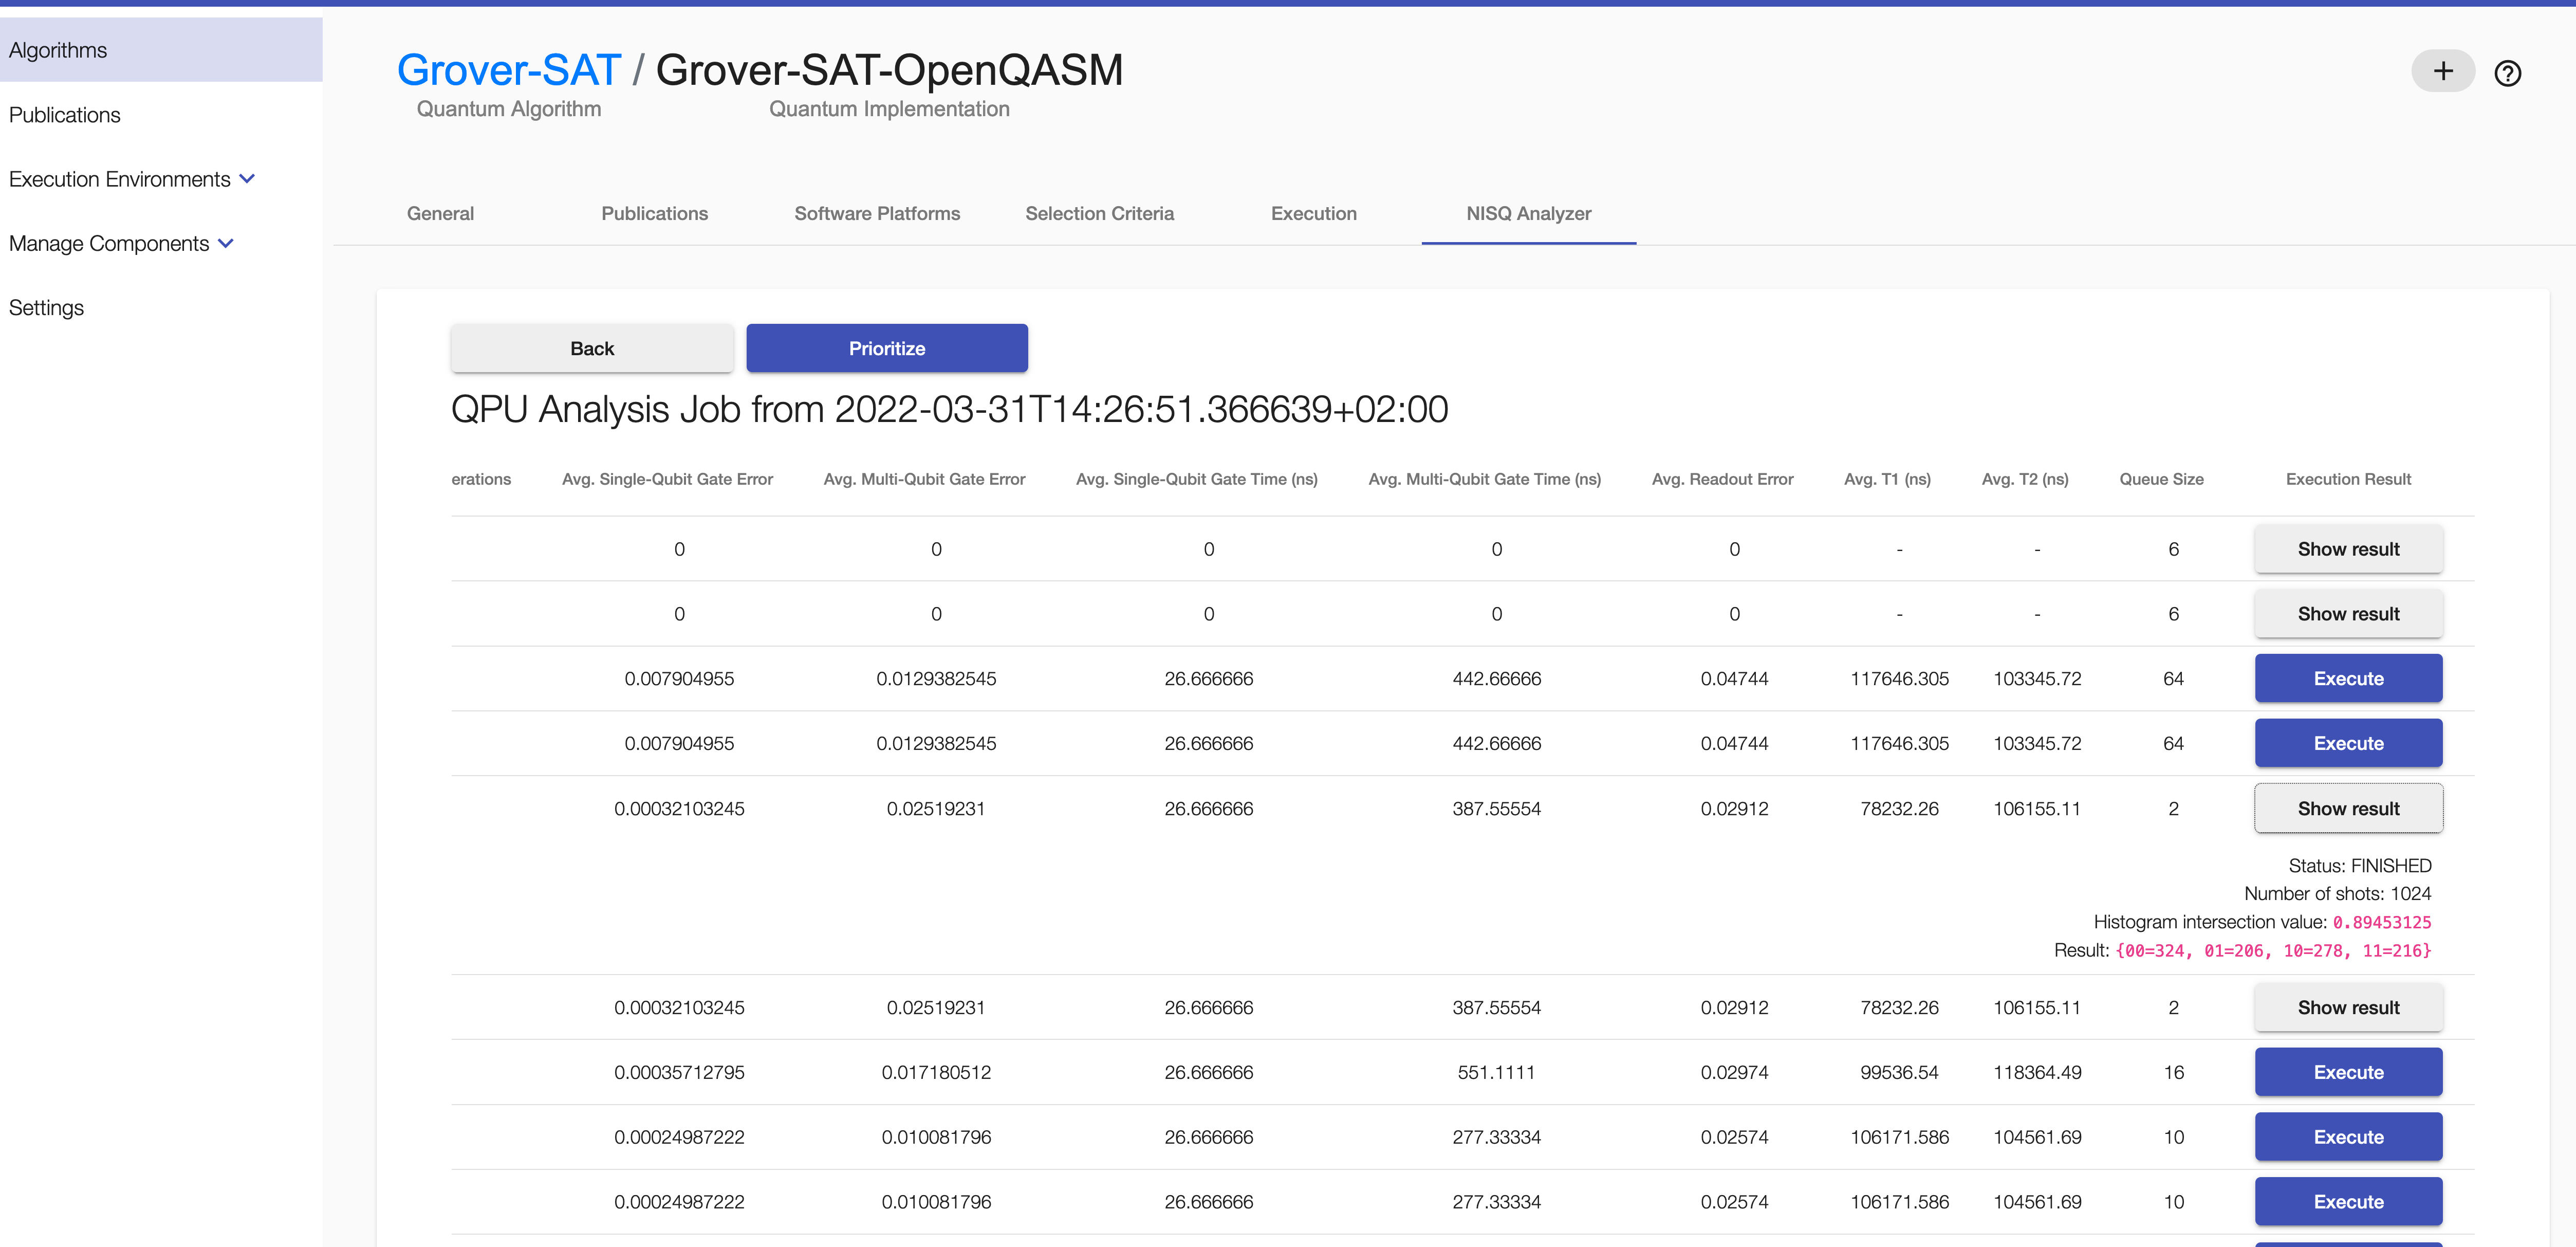 Algorithms
Publications
Execution Environments
Manage Components
Settings
Grover-SAT / Grover-SAT-OpenQASM
Quantum Algorithm Quantum Implementation
+ ?
General Publications Software Platforms Selection Criteria Execution NISQ Analyzer
Back Prioritize
QPU Analysis Job from 2022-03-31T14:26:51.366639+02:00
erations Avg. Single-Qubit Gate Error Avg. Multi-Qubit Gate Error Avg. Single-Qubit Gate Time (ns) Avg. Multi-Qubit Gate Time (ns) Avg. Readout Error Avg. T1 (ns) Avg. T2 (ns) Queue Size Execution Result
0 0 0 0 0 - - 6 Show result
0 0 0 0 0 - - 6 Show result
0.007904955 0.0129382545 26.666666 442.66666 0.04744 117646.305 103345.72 64 Execute
0.007904955 0.0129382545 26.666666 442.66666 0.04744 117646.305 103345.72 64 Execute
0.00032103245 0.02519231 26.666666 387.55554 0.02912 78232.26 106155.11 2 Show result
Status: FINISHED
Number of shots: 1024
Histogram intersection value: 0.89453125
Result: {00=324, 01=206, 10=278, 11=216}
0.00032103245 0.02519231 26.666666 387.55554 0.02912 78232.26 106155.11 2 Show result
0.00035712795 0.017180512 26.666666 551.1111 0.02974 99536.54 118364.49 16 Execute
0.00024987222 0.010081796 26.666666 277.33334 0.02574 106171.586 104561.69 10 Execute
0.00024987222 0.010081796 26.666666 277.33334 0.02574 106171.586 104561.69 10 Execute